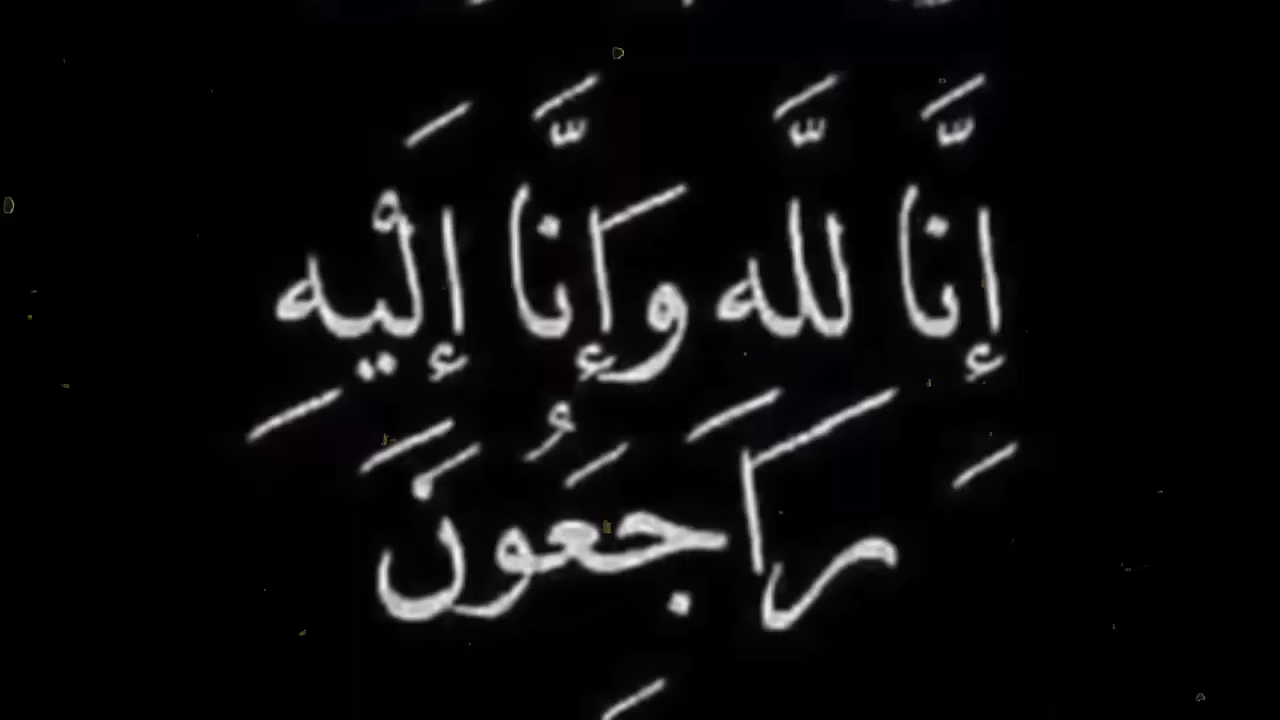 إِنَّا لِلَّهِ وَإِنَّا إِلَيْهِ
رَاجَعُونَ